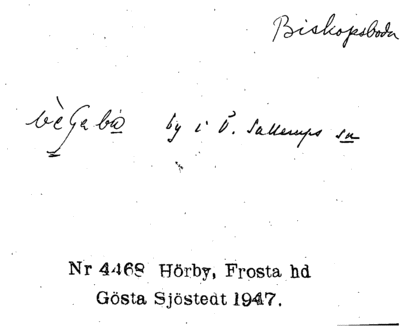 Biskopsboda
by i Ö. Sallerups sn
Nr 4468 Hörby, Frosta hd
Gösta Sjöstedt 1947.